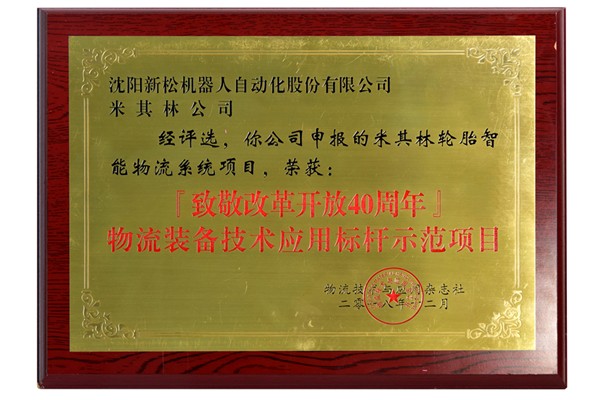 沈阳新松机器人自动化股份有限公司
米其林公司
经评选，你公司申报的米其林轮胎智
能物流系统项目，荣获：
『致敬改革开放40周年』
物流装备技术应用标杆示范项目
物流技术与应用杂志社
二零一八年十二月